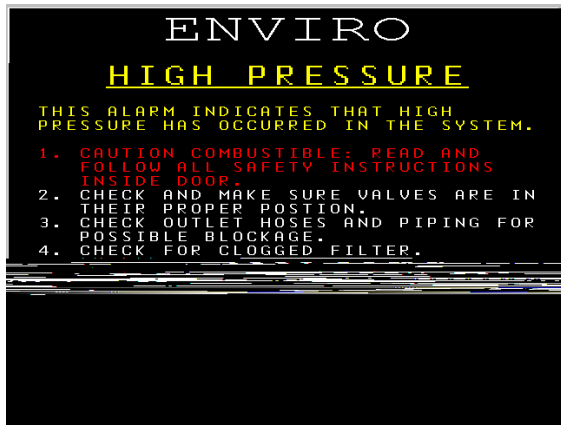 ENVIRO
HIGH PRESSURE
THIS ALARM INDICATES THAT HIGH
PRESSURE HAS OCCURRED IN THE SYSTEM.
1. CAUTION COMBUSTIBLE: READ AND
FOLLOW ALL SAFETY INSTRUCTIONS
INSIDE DOOR.
2. CHECK AND MAKE SURE VALVES ARE IN
THEIR PROPER POSTION.
3. CHECK OUTLET HOSES AND PIPING FOR
POSSIBLE BLOCKAGE.
4. CHECK FOR CLOGGED FILTER.